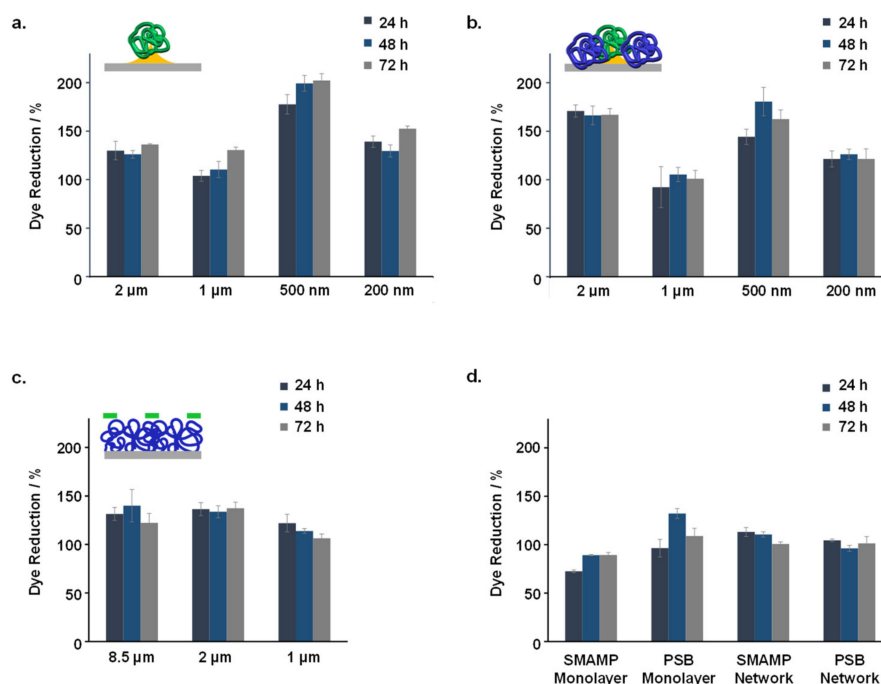 a.
24 h
48 h
72 h
Dye Reduction / %
200
150
100
50
0
2 µm 1 µm 500 nm 200 nm
b.
24 h
48 h
72 h
Dye Reduction / %
200
150
100
50
0
2 µm 1 µm 500 nm 200 nm
c.
24 h
48 h
72 h
Dye Reduction / %
200
150
100
50
0
8.5 µm 2 µm 1 µm
d.
24 h
48 h
72 h
Dye Reduction / %
200
150
100
50
0
SMAMP PSB SMAMP PSB
Monolayer Monolayer Network Network